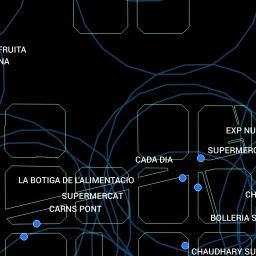 FRUITA
NA
EXP NU
SUPERMERC
CADA DIA
LA BOTIGA DE L'ALIMENTACIO
SUPERMERCAT
CARNS PONT
CH
BOLLERIA S
CHAUDHARY SU